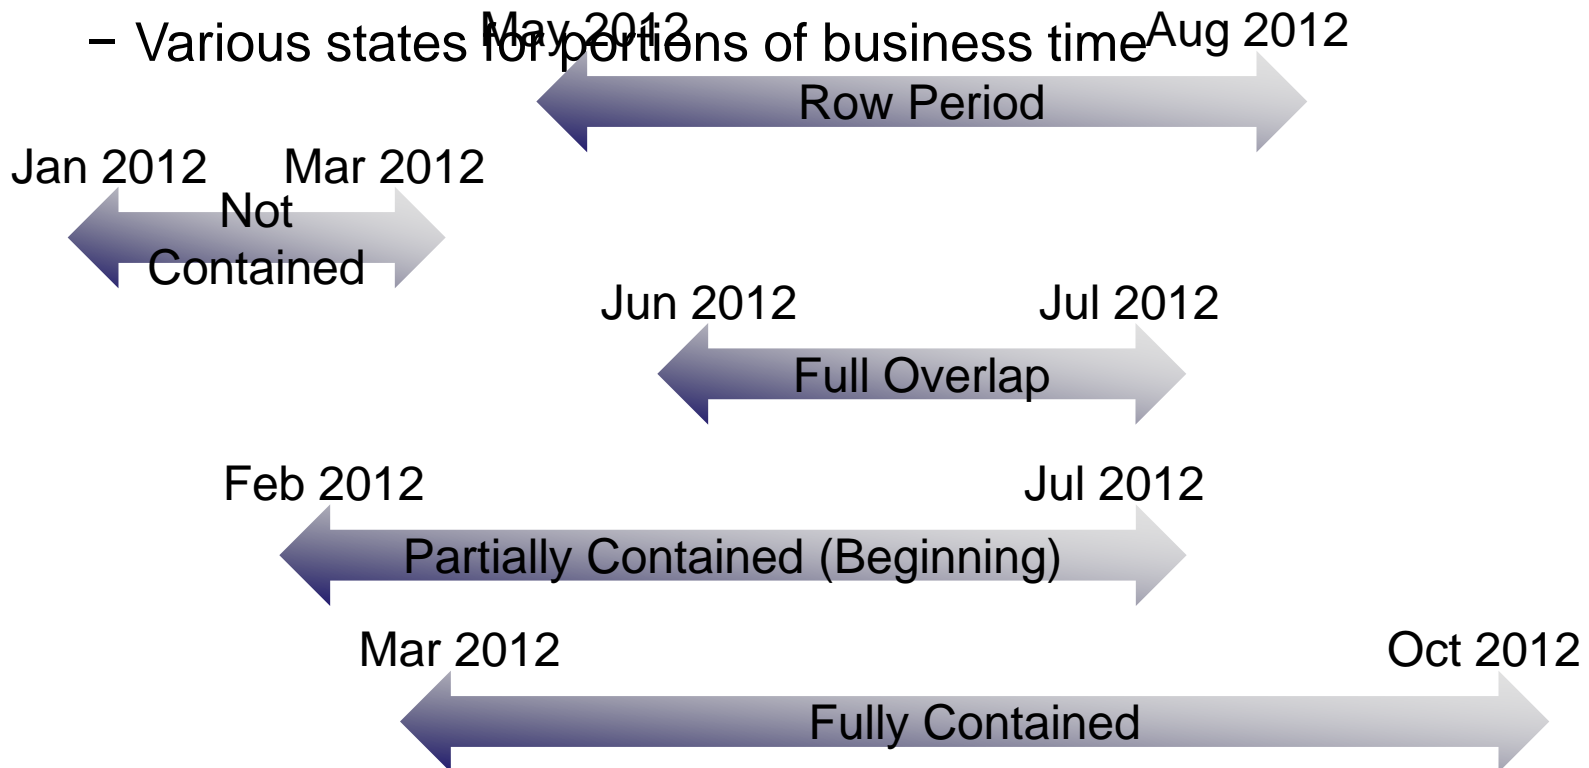 – Various states for portions of business time
May 2012 Aug 2012
Row Period
Jan 2012 Mar 2012
Not
Contained
Jun 2012 Jul 2012
Full Overlap
Feb 2012 Jul 2012
Partially Contained (Beginning)
Mar 2012 Oct 2012
Fully Contained